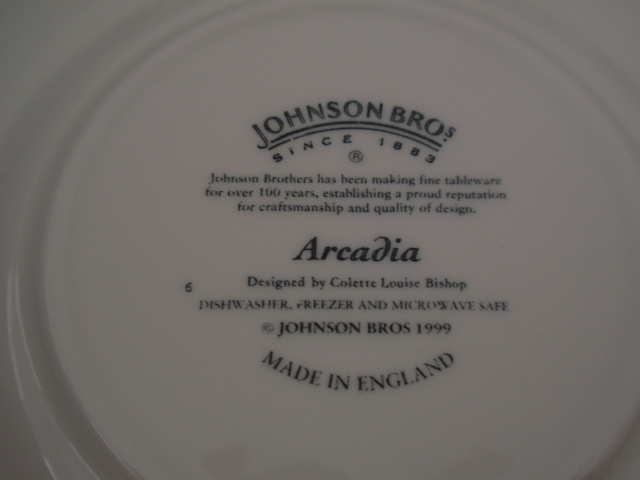 JOHNSON BROS
SINCE 1883
®
Johnson Brothers has been making fine tableware
for over 100 years, establishing a proud reputation
for craftsmanship and quality of design.
Arcadia
Designed by Colette Louise Bishop
6
DISHWASHER, FREEZER AND MICROWAVE SAFE
© JOHNSON BROS 1999
MADE IN ENGLAND